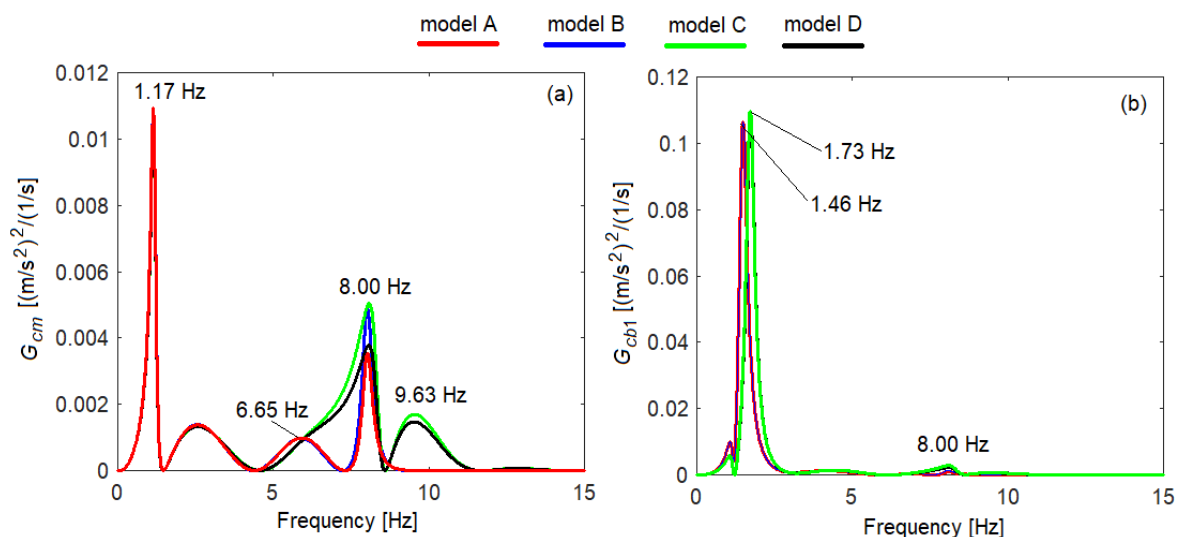 model A model B model C model D
(a)
G_cm [(m/s²)²/(1/s)]
0.012
0.01
0.008
0.006
0.004
0.002
0
1.17 Hz
8.00 Hz
6.65 Hz
9.63 Hz
0 5 10 15
Frequency [Hz]
(b)
G_cb1 [(m/s²)²/(1/s)]
0.12
0.1
0.08
0.06
0.04
0.02
0
1.73 Hz
1.46 Hz
8.00 Hz
0 5 10 15
Frequency [Hz]